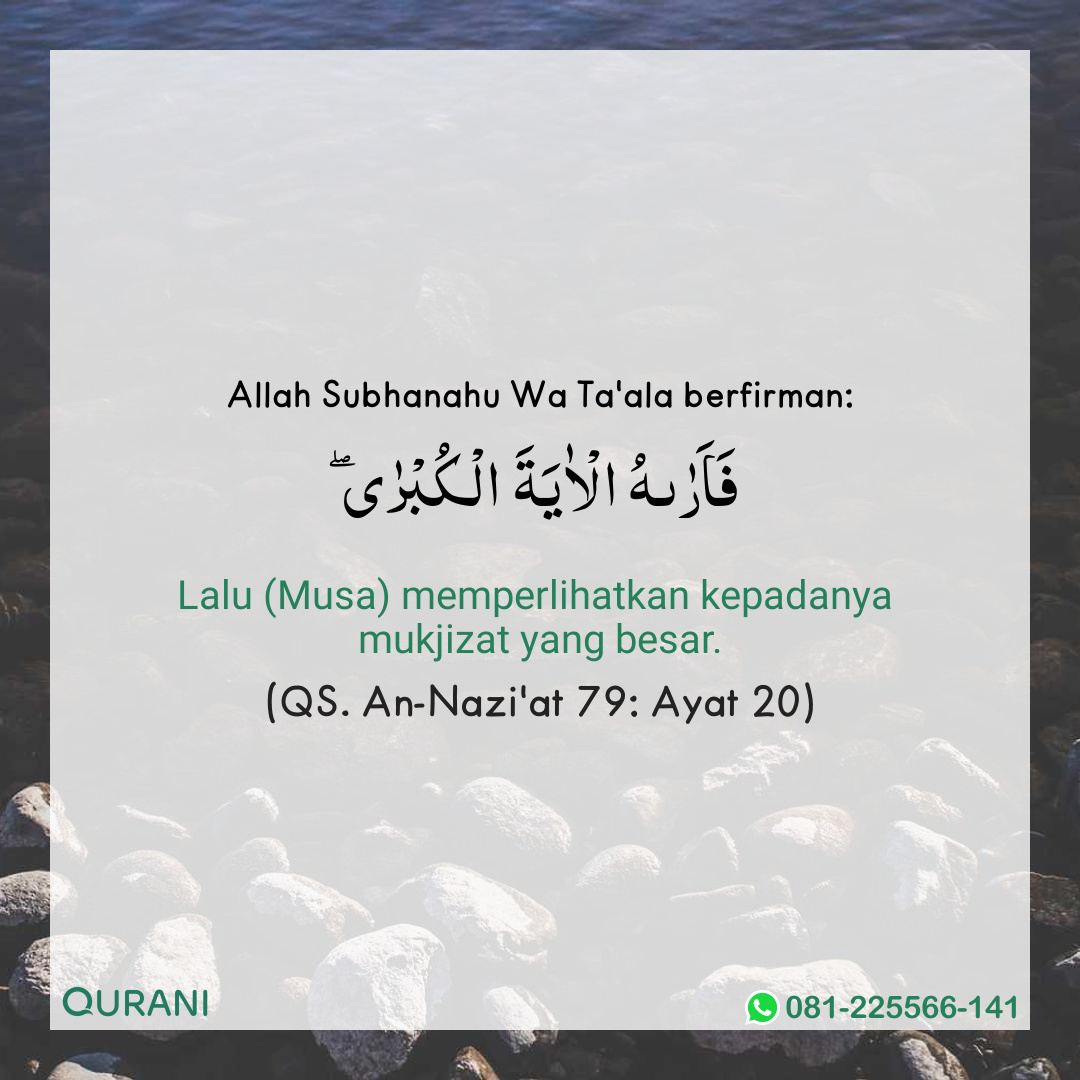 Allah Subhanahu Wa Ta'ala berfirman:
فَاَرٰٮهُ الۡاٰيَةَ الۡكُبۡرٰىۖ
Lalu (Musa) memperlihatkan kepadanya
mukjizat yang besar.
(QS. An-Nazi'at 79: Ayat 20)
QURANI
081-225566-141